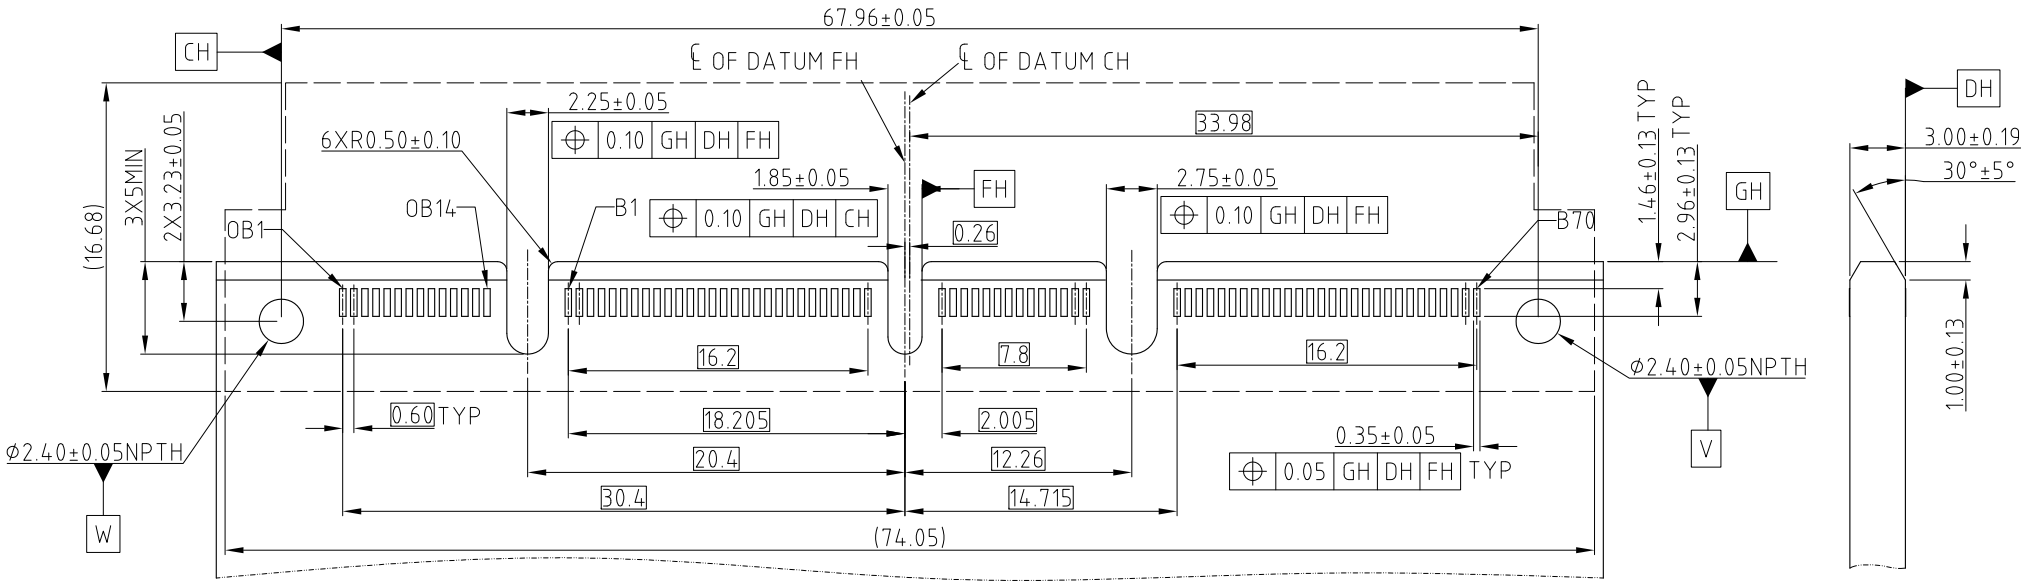 67.96±0.05
CH
℄ OF DATUM FH
℄ OF DATUM CH
DH
2.25±0.05
33.98
3.00±0.19
6XR0.50±0.10
⌖ 0.10 GH DH FH
30°±5°
1.85±0.05
FH
2.75±0.05
GH
1.46±0.13 TYP
2.96±0.13 TYP
3X5MIN
2X3.23±0.05
(16.68)
OB1
OB14
B1
⌖ 0.10 GH DH CH
⌖ 0.10 GH DH FH
B70
0.26
16.2
7.8
16.2
1.00±0.13
⌀2.40±0.05NPTH
0.60 TYP
18.205
2.005
0.35±0.05
V
⌀2.40±0.05NPTH
20.4
12.26
⌖ 0.05 GH DH FH TYP
30.4
14.715
W
(74.05)